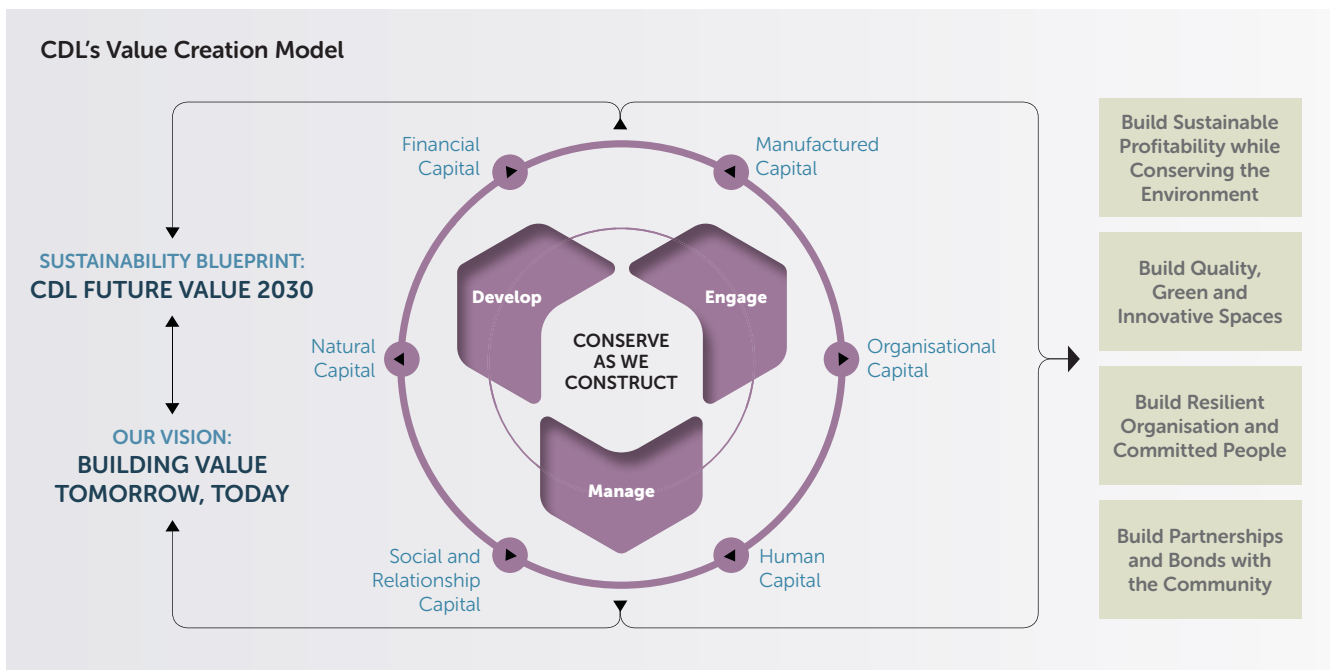 CDL's Value Creation Model
Financial
Capital
Manufactured
Capital
Build Sustainable
Profitability while
Conserving the
Environment
SUSTAINABILITY BLUEPRINT:
CDL FUTURE VALUE 2030
Develop
Engage
Build Quality,
Green and
Innovative Spaces
Natural
Capital
CONSERVE
AS WE
CONSTRUCT
Organisational
Capital
OUR VISION:
BUILDING VALUE
TOMORROW, TODAY
Manage
Build Resilient
Organisation and
Committed People
Social and
Relationship
Capital
Human
Capital
Build Partnerships
and Bonds with
the Community